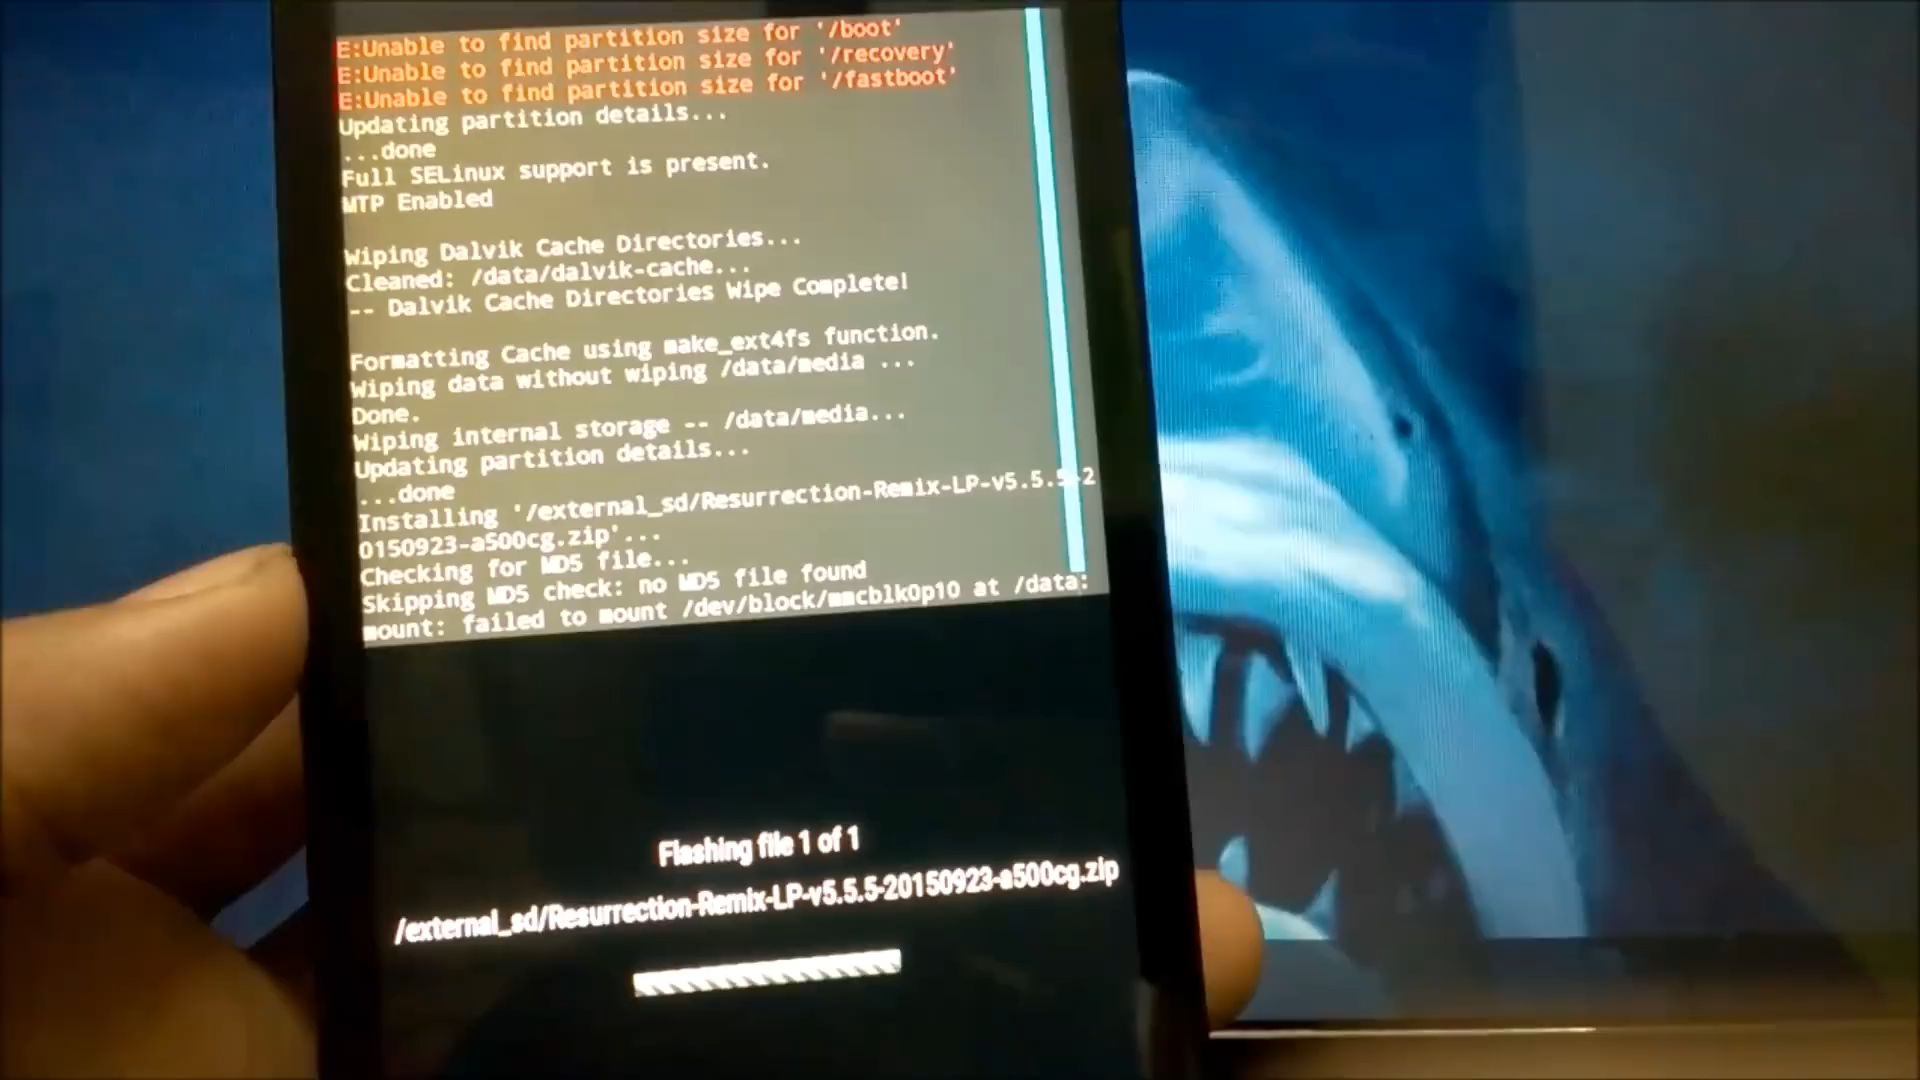 E:Unable to find partition size for '/boot'
E:Unable to find partition size for '/recovery'
E:Unable to find partition size for '/fastboot'
Updating partition details...
...done
Full SELinux support is present.
MTP Enabled
Wiping Dalvik Cache Directories...
Cleaned: /data/dalvik-cache...
-- Dalvik Cache Directories Wipe Complete!
Formatting Cache using make_ext4fs function.
Wiping data without wiping /data/media ...
Done.
Wiping internal storage -- /data/media...
Updating partition details...
...done
Installing '/external_sd/Resurrection-Remix-LP-v5.5.5-2
0150923-a500cg.zip'...
Checking for MD5 file...
Skipping MD5 check: no MD5 file found
mount: failed to mount /dev/block/mmcblk0p10 at /data:
Flashing file 1 of 1
/external_sd/Resurrection-Remix-LP-v5.5.5-20150923-a500cg.zip